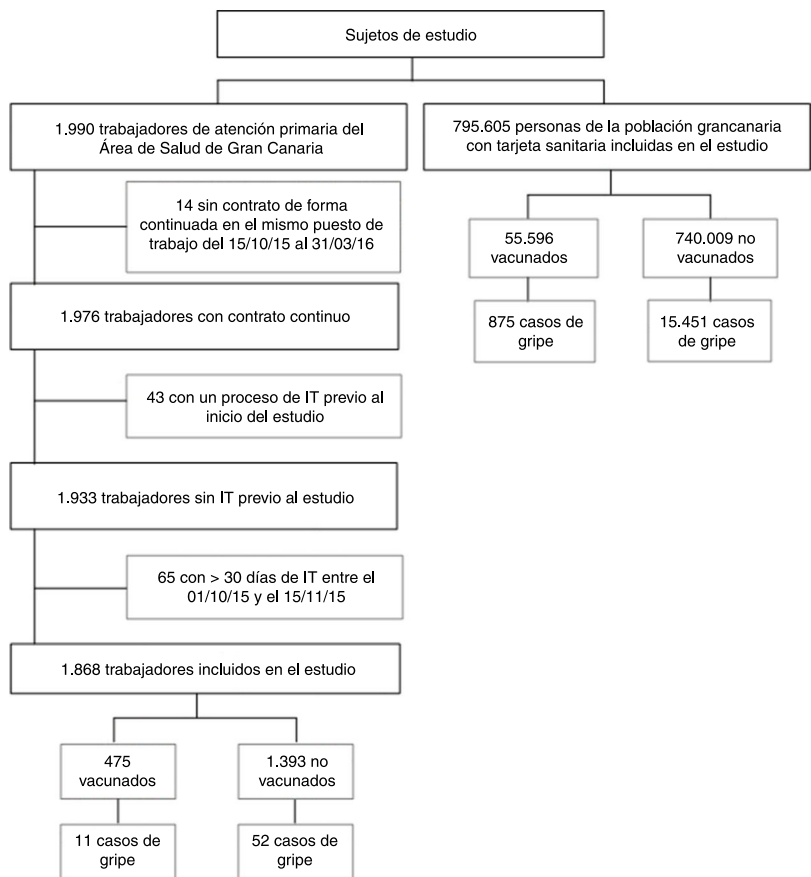 Sujetos de estudio
1.990 trabajadores de atención primaria del
Área de Salud de Gran Canaria
795.605 personas de la población grancanaria
con tarjeta sanitaria incluidas en el estudio
14 sin contrato de forma
continuada en el mismo puesto de
trabajo del 15/10/15 al 31/03/16
55.596
vacunados
740.009 no
vacunados
1.976 trabajadores con contrato continuo
875 casos de
gripe
15.451 casos
de gripe
43 con un proceso de IT previo al
inicio del estudio
1.933 trabajadores sin IT previo al estudio
65 con > 30 días de IT entre el
01/10/15 y el 15/11/15
1.868 trabajadores incluidos en el estudio
475
vacunados
1.393 no
vacunados
11 casos de
gripe
52 casos de
gripe